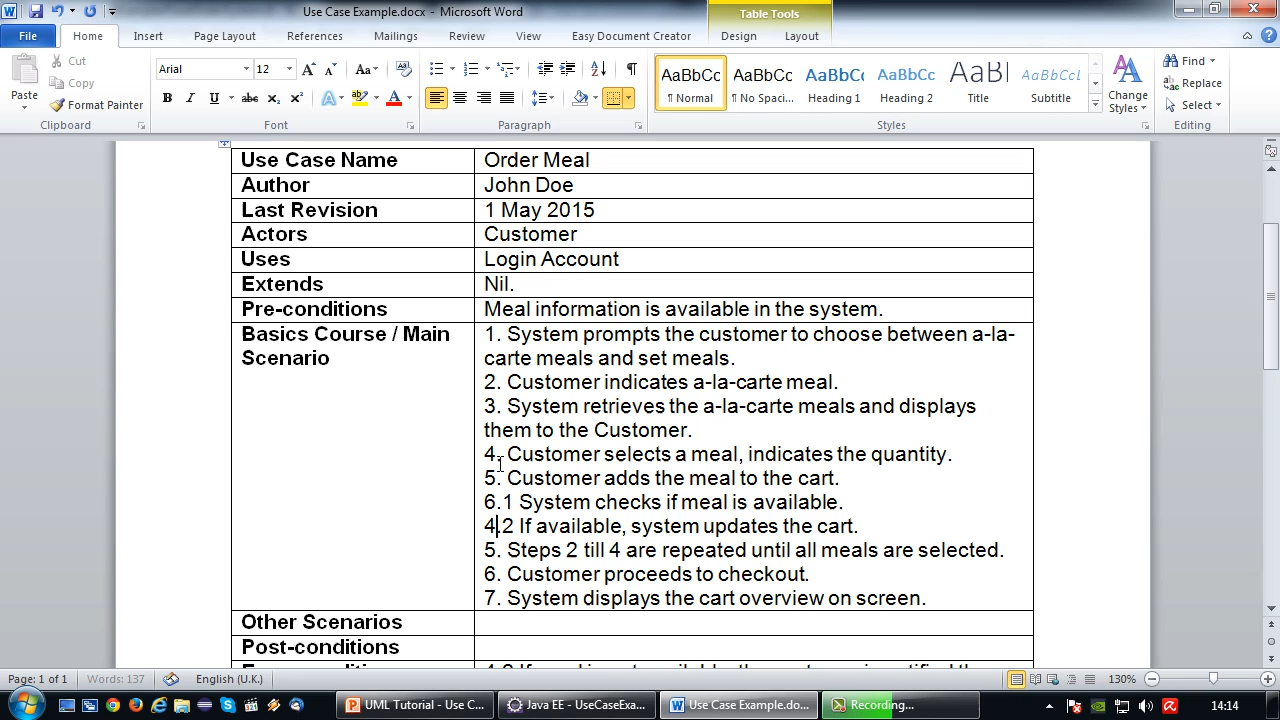 Use Case Example.docx - Microsoft Word
Table Tools
File Home Insert Page Layout References Mailings Review View Easy Document Creator Design Layout
Paste
Cut
Copy
Format Painter
Clipboard
Arial 12
Font
Paragraph
AaBbCc
¶ Normal
AaBbCc
¶ No Spaci...
AaBbCc
Heading 1
AaBbCc
Heading 2
AaBl
Title
AaBbCcl
Subtitle
Styles
Change
Styles
Find
Replace
Select
Editing
Use Case Name Order Meal
Author John Doe
Last Revision 1 May 2015
Actors Customer
Uses Login Account
Extends Nil.
Pre-conditions Meal information is available in the system.
Basics Course / Main
Scenario
1. System prompts the customer to choose between a-la-
carte meals and set meals.
2. Customer indicates a-la-carte meal.
3. System retrieves the a-la-carte meals and displays
them to the Customer.
4. Customer selects a meal, indicates the quantity.
5. Customer adds the meal to the cart.
6.1 System checks if meal is available.
4.2 If available, system updates the cart.
5. Steps 2 till 4 are repeated until all meals are selected.
6. Customer proceeds to checkout.
7. System displays the cart overview on screen.
Other Scenarios
Post-conditions
Page: 1 of 1 Words: 137 English (U.K.) 130%
UML Tutorial - Use C... Java EE - UseCaseExa... Use Case Example.do... Recording... 14:14